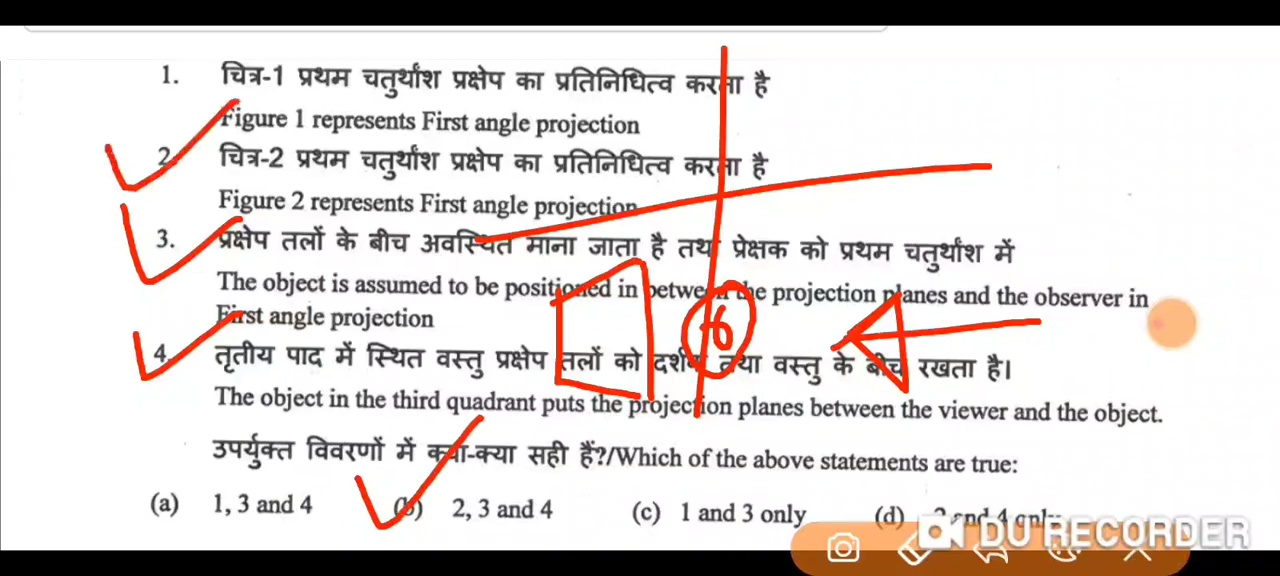 1. चित्र-1 प्रथम चतुर्थांश प्रक्षेप का प्रतिनिधित्व करता है
Figure 1 represents First angle projection
2. चित्र-2 प्रथम चतुर्थांश प्रक्षेप का प्रतिनिधित्व करता है
Figure 2 represents First angle projection
3. प्रक्षेप तलों के बीच अवस्थित माना जाता है तथा प्रेक्षक को प्रथम चतुर्थांश में
The object is assumed to be positioned in between the projection planes and the observer in
First angle projection
4. तृतीय पाद में स्थित वस्तु प्रक्षेप तलों को दर्शक तथा वस्तु के बीच रखता है।
The object in the third quadrant puts the projection planes between the viewer and the object.
उपर्युक्त विवरणों में क्या-क्या सही हैं?/Which of the above statements are true:
(a) 1, 3 and 4 (b) 2, 3 and 4 (c) 1 and 3 only (d) and 4 only
DU RECORDER